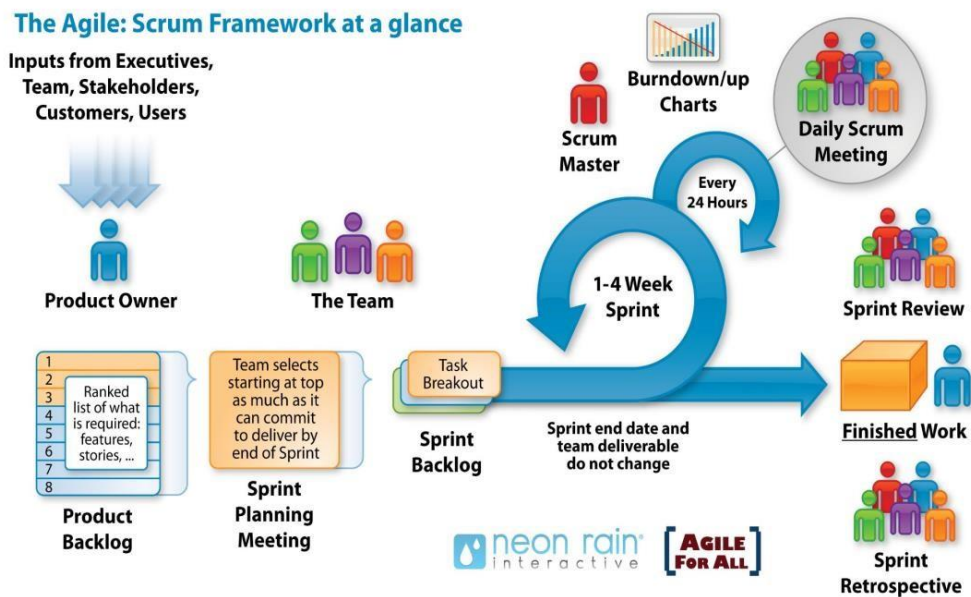 The Agile: Scrum Framework at a glance
Inputs from Executives,
Team, Stakeholders,
Customers, Users
Product Owner
The Team
Scrum
Master
Burndown/up
Charts
Daily Scrum
Meeting
Every
24 Hours
1-4 Week
Sprint
Sprint Review
1
2
3
4
5
6
7
8
Ranked
list of what
is required:
features,
stories, ...
Product
Backlog
Team selects
starting at top
as much as it
can commit
to deliver by
end of Sprint
Sprint
Planning
Meeting
Task
Breakout
Sprint
Backlog
Sprint end date and
team deliverable
do not change
Finished Work
Sprint
Retrospective
neon rain®
interactive
AGILE
FOR ALL